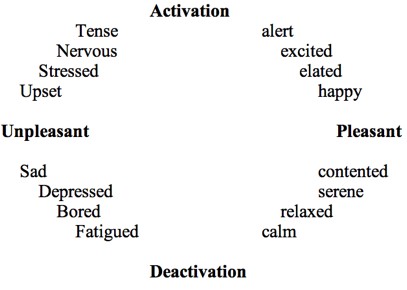 Activation
Tense alert
Nervous excited
Stressed elated
Upset happy
Unpleasant Pleasant
Sad contented
Depressed serene
Bored relaxed
Fatigued calm
Deactivation